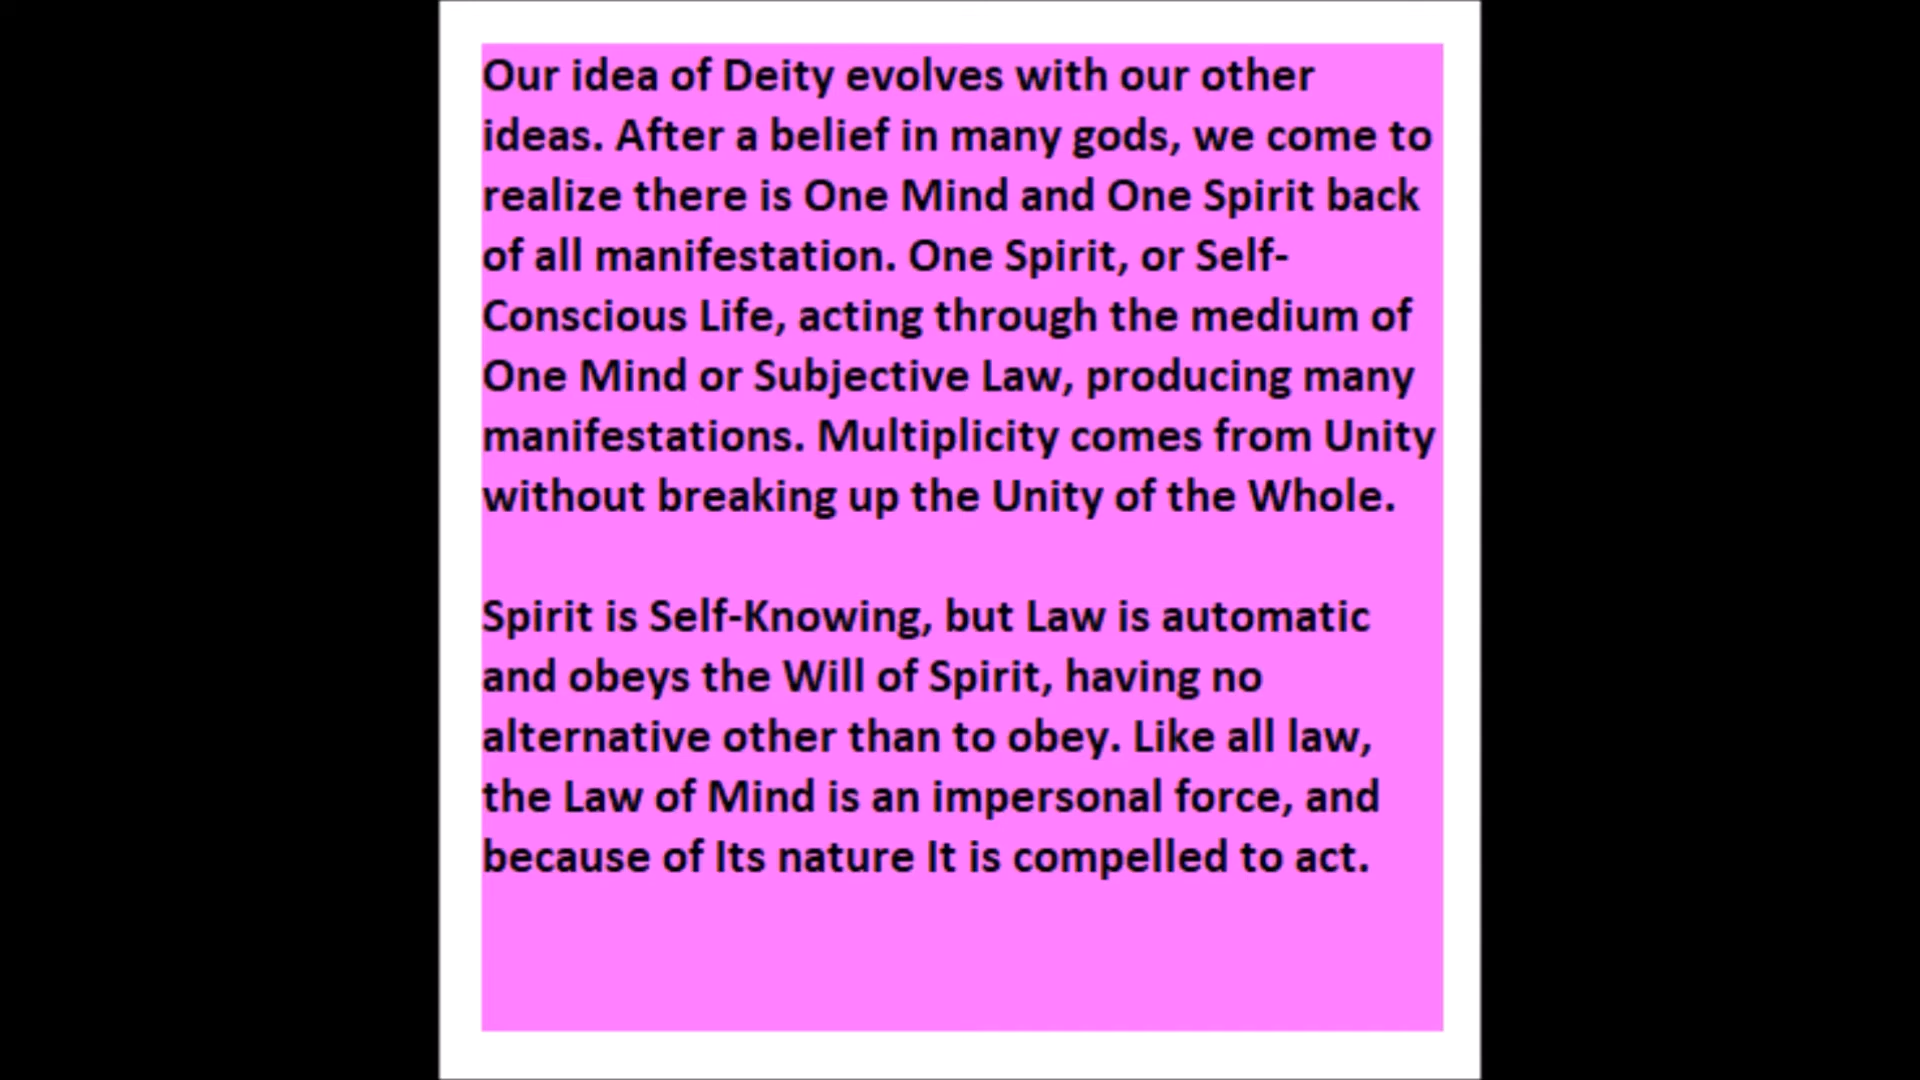 Our idea of Deity evolves with our other
ideas. After a belief in many gods, we come to
realize there is One Mind and One Spirit back
of all manifestation. One Spirit, or Self-
Conscious Life, acting through the medium of
One Mind or Subjective Law, producing many
manifestations. Multiplicity comes from Unity
without breaking up the Unity of the Whole.
Spirit is Self-Knowing, but Law is automatic
and obeys the Will of Spirit, having no
alternative other than to obey. Like all law,
the Law of Mind is an impersonal force, and
because of Its nature It is compelled to act.